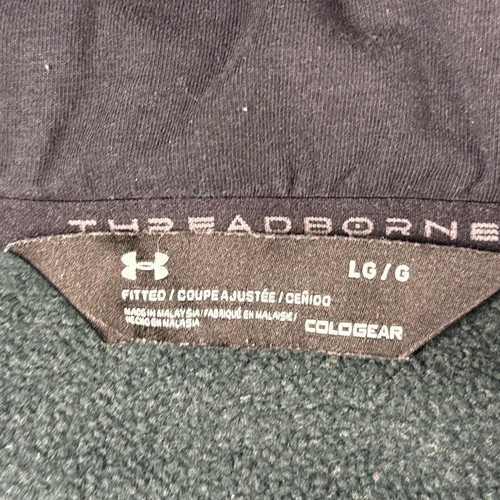 THREADBORNE
LG / G
FITTED / COUPE AJUSTÉE / CEÑIDO
MADE IN MALAYSIA / FABRIQUÉ EN MALAISIE /
HECHO EN MALASIA
COLDGEAR